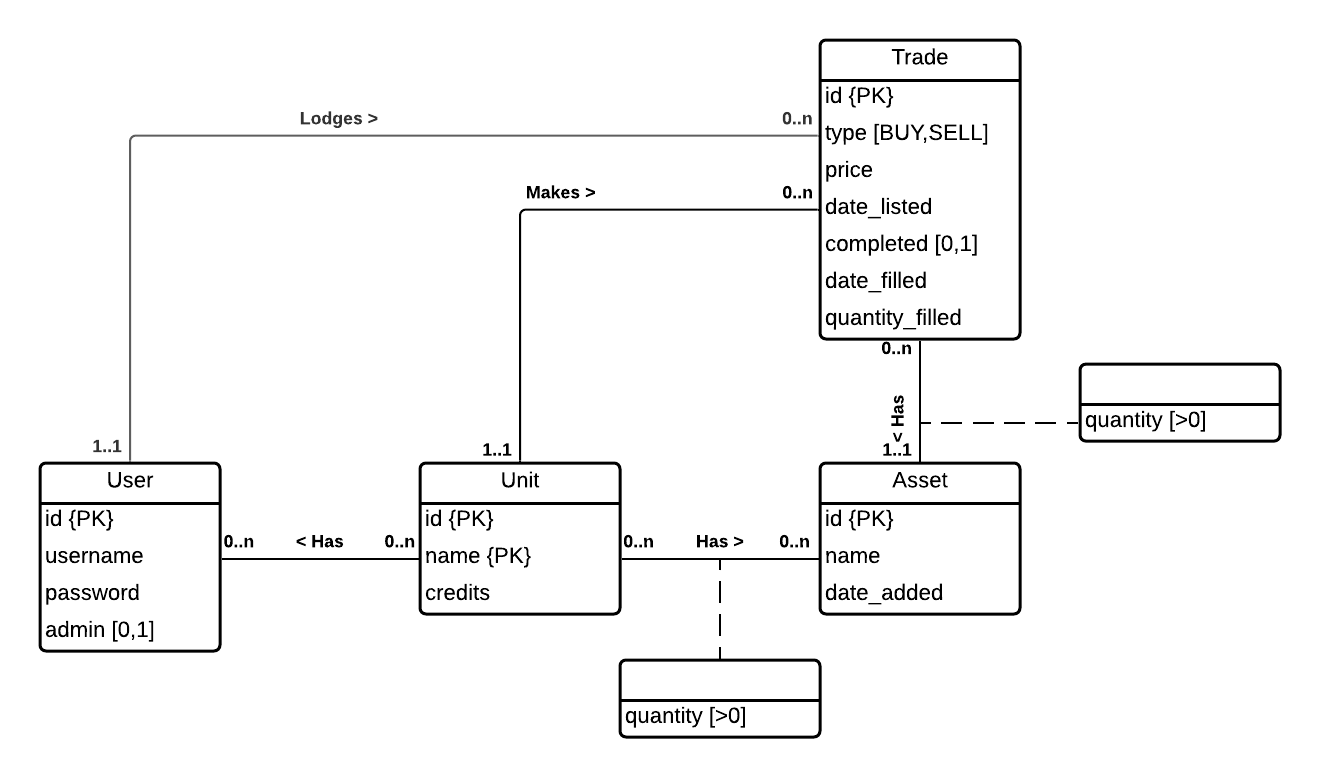 Trade
id {PK}
type [BUY,SELL]
price
date_listed
completed [0,1]
date_filled
quantity_filled
Lodges >
0..n
Makes >
0..n
0..n
< Has
1..1
quantity [>0]
1..1
1..1
User
id {PK}
username
password
admin [0,1]
0..n
< Has
0..n
Unit
id {PK}
name {PK}
credits
0..n
Has >
0..n
Asset
id {PK}
name
date_added
quantity [>0]